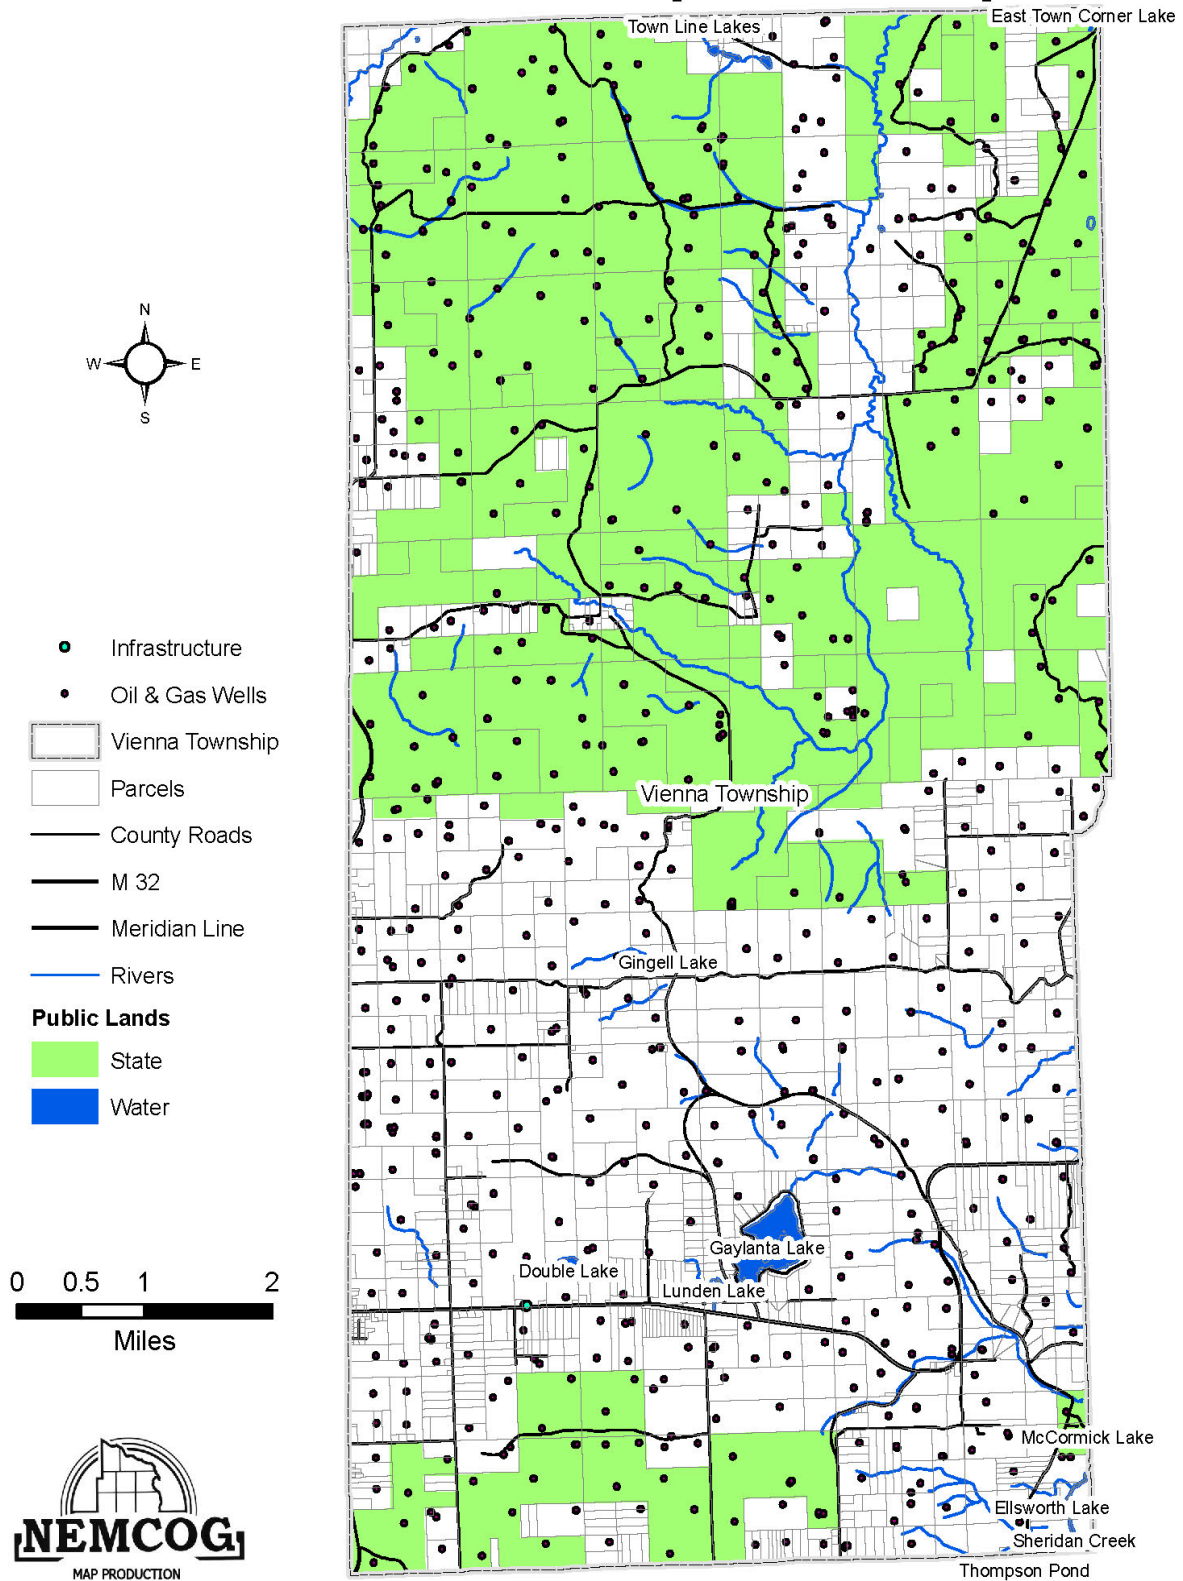 Town Line Lakes
East Town Corner Lake
N
W
E
S
Infrastructure
Oil & Gas Wells
Vienna Township
Parcels
County Roads
M 32
Meridian Line
Rivers
Public Lands
State
Water
Vienna Township
Gingell Lake
Gaylanta Lake
Double Lake
Lunden Lake
0 0.5 1 2
Miles
McCormick Lake
Ellsworth Lake
Sheridan Creek
Thompson Pond
NEMCOG
MAP PRODUCTION